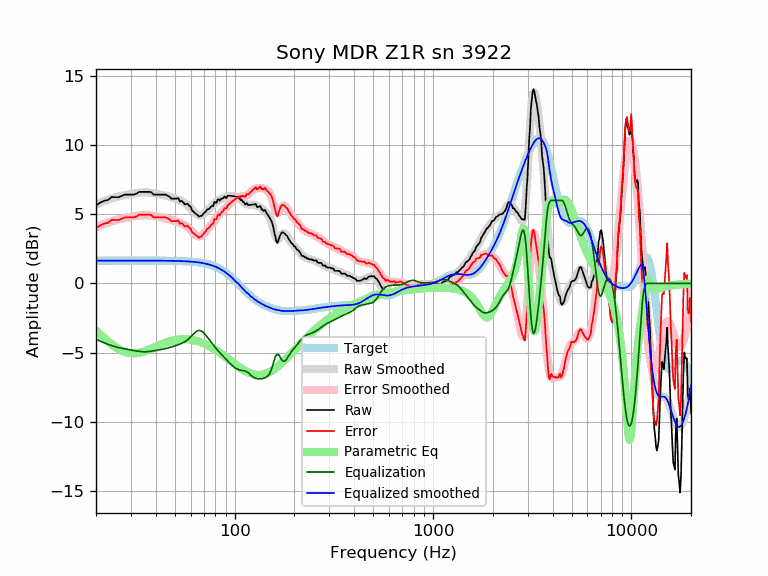 Sony MDR Z1R sn 3922
15
10
5
0
−5
−10
−15
Amplitude (dBr)
Target
Raw Smoothed
Error Smoothed
Raw
Error
Parametric Eq
Equalization
Equalized smoothed
100
1000
10000
Frequency (Hz)